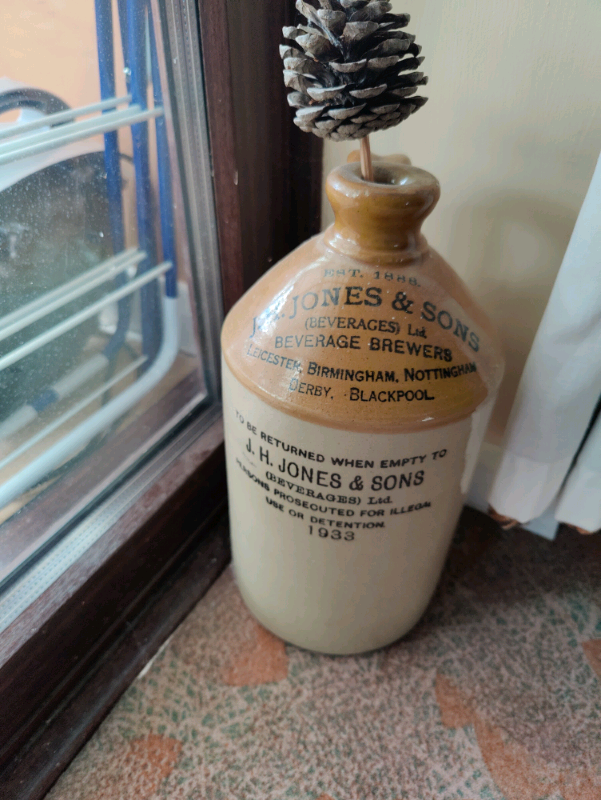 EST. 1888.
J. H. JONES & SONS
(BEVERAGES) Ltd.
BEVERAGE BREWERS
LEICESTER, BIRMINGHAM, NOTTINGHAM
DERBY, BLACKPOOL.
TO BE RETURNED WHEN EMPTY TO
J. H. JONES & SONS
(BEVERAGES) Ltd.
PERSONS PROSECUTED FOR ILLEGAL
USE OR DETENTION.
1933